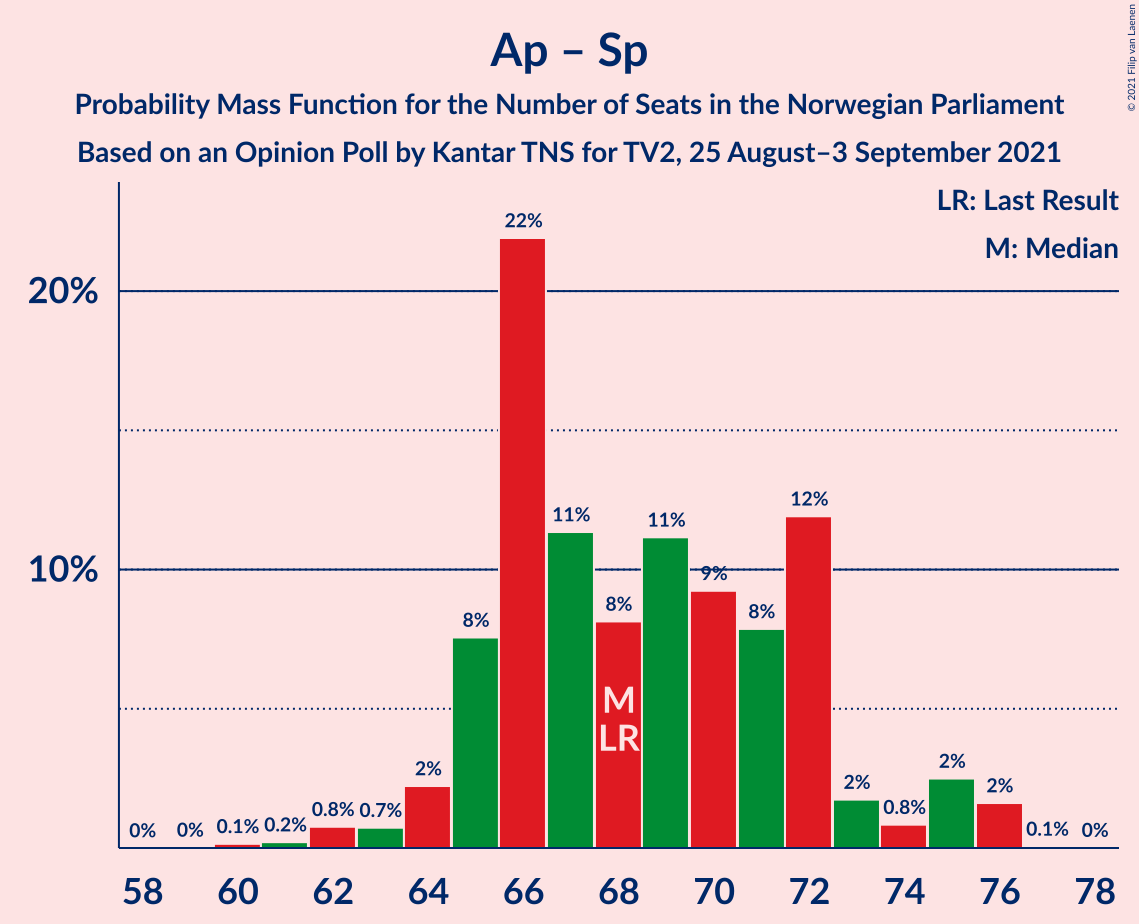 Ap – Sp
Probability Mass Function for the Number of Seats in the Norwegian Parliament
Based on an Opinion Poll by Kantar TNS for TV2, 25 August–3 September 2021
© 2021 Filip van Laenen
LR: Last Result
M: Median
20%
10%
0% 0% 0.1% 0.2% 0.8% 0.7% 2% 8% 22% 11% 8% 11% 9% 8% 12% 2% 0.8% 2% 2% 0.1% 0%
M
LR
58 60 62 64 66 68 70 72 74 76 78